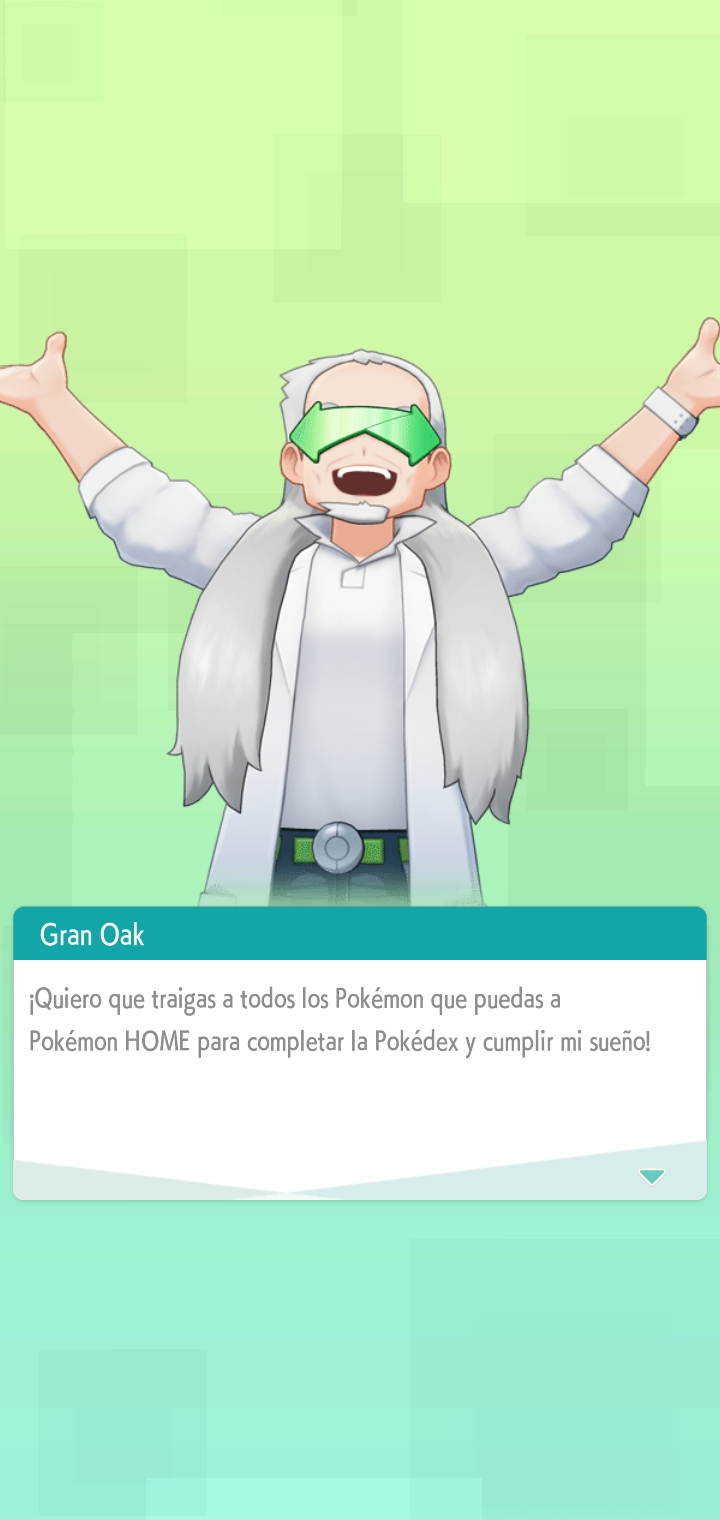 Gran Oak
¡Quiero que traigas a todos los Pokémon que puedas a
Pokémon HOME para completar la Pokédex y cumplir mi sueño!